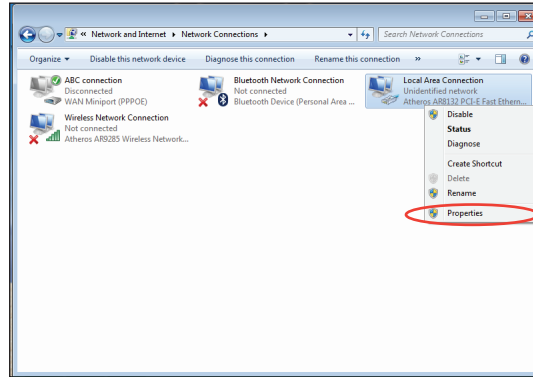 « Network and Internet ▸ Network Connections ▸
Search Network Connections
Organize ▾ Disable this network device Diagnose this connection Rename this connection »
ABC connection
Disconnected
WAN Miniport (PPPOE)
Bluetooth Network Connection
Not connected
Bluetooth Device (Personal Area ...
Local Area Connection
Unidentified network
Atheros AR8132 PCI-E Fast Ethern...
Wireless Network Connection
Not connected
Atheros AR9285 Wireless Network...
Disable
Status
Diagnose
Create Shortcut
Delete
Rename
Properties